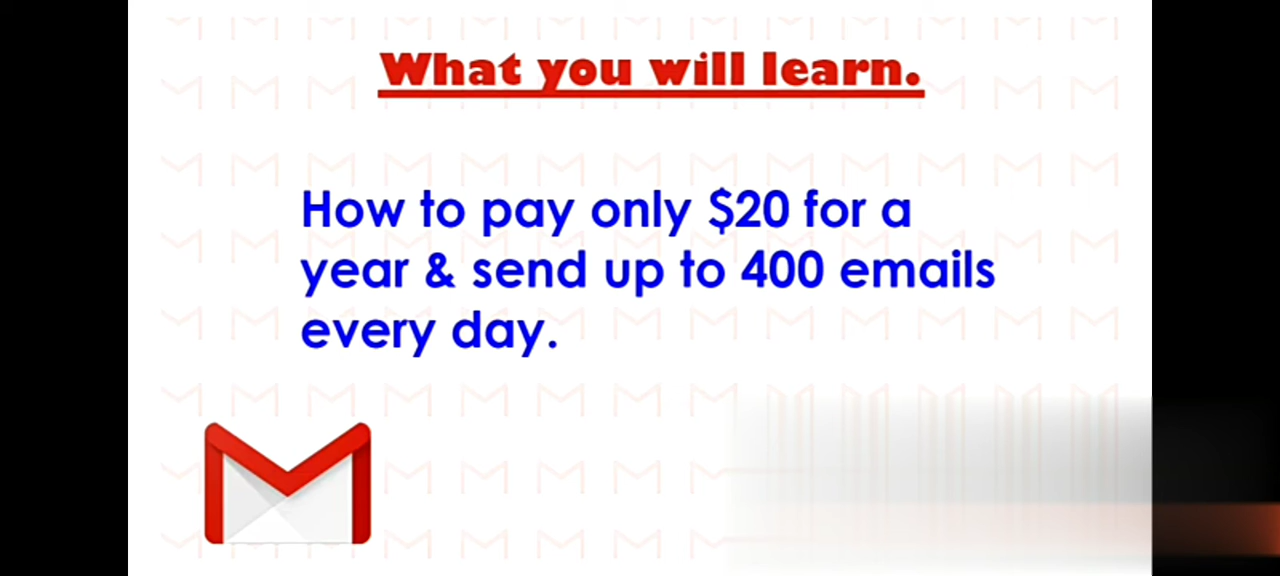 What you will learn.
How to pay only $20 for a
year & send up to 400 emails
every day.